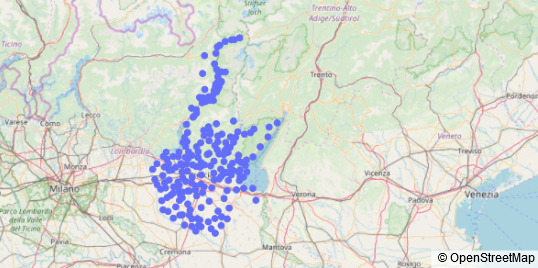 Stilfser
Joch
Trentino-Alto
Adige/Südtirol
Ticino
Trento
Pordenone
Varese
Como
Lecco
Lombardia
Veneto
Treviso
Monza
Milano
Vicenza
Venezia
Verona
Padova
Parco Lombardo
della Valle
del Ticino
Lodi
Pavia
Cremona
Mantova
Rovigo
Piacenza
© OpenStreetMap